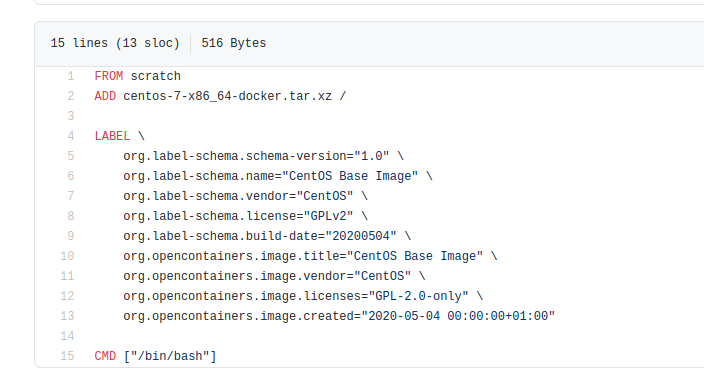 15 lines (13 sloc) 516 Bytes
1 FROM scratch
2 ADD centos-7-x86_64-docker.tar.xz /
3
4 LABEL \
5     org.label-schema.schema-version="1.0" \
6     org.label-schema.name="CentOS Base Image" \
7     org.label-schema.vendor="CentOS" \
8     org.label-schema.license="GPLv2" \
9     org.label-schema.build-date="20200504" \
10     org.opencontainers.image.title="CentOS Base Image" \
11     org.opencontainers.image.vendor="CentOS" \
12     org.opencontainers.image.licenses="GPL-2.0-only" \
13     org.opencontainers.image.created="2020-05-04 00:00:00+01:00"
14
15 CMD ["/bin/bash"]